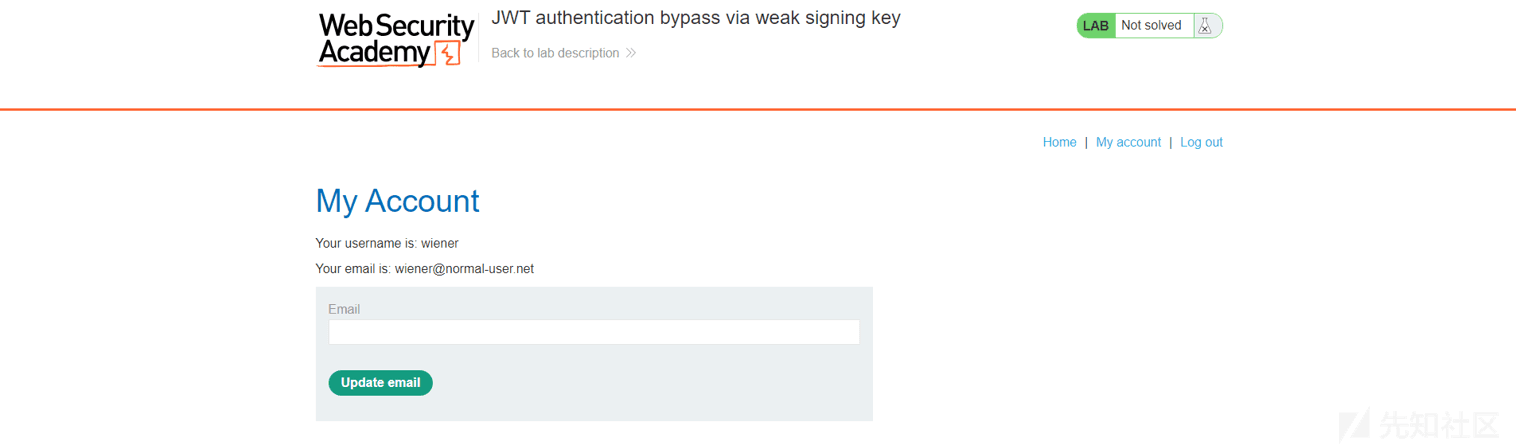 Web Security
Academy
JWT authentication bypass via weak signing key
Back to lab description
LAB Not solved
Home | My account | Log out
My Account
Your username is: wiener
Your email is: wiener@normal-user.net
Email
Update email
先知社区